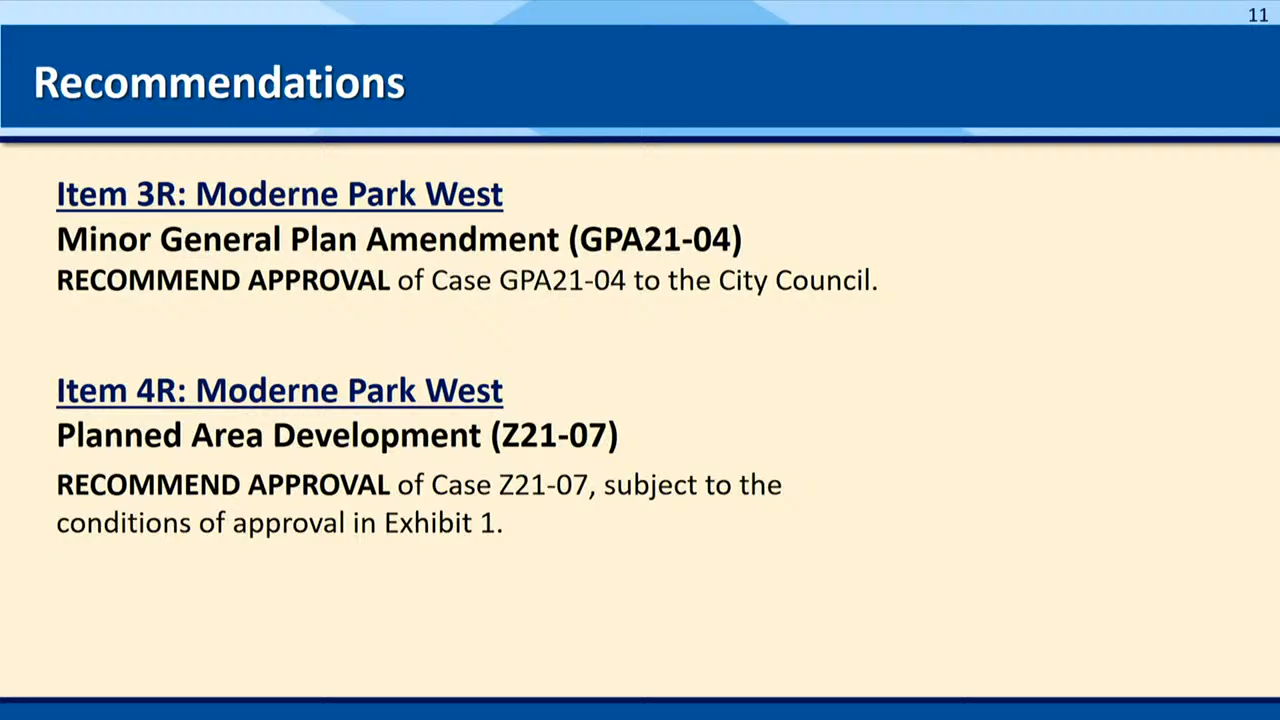 11
Recommendations
Item 3R: Moderne Park West
Minor General Plan Amendment (GPA21-04)
RECOMMEND APPROVAL of Case GPA21-04 to the City Council.
Item 4R: Moderne Park West
Planned Area Development (Z21-07)
RECOMMEND APPROVAL of Case Z21-07, subject to the
conditions of approval in Exhibit 1.